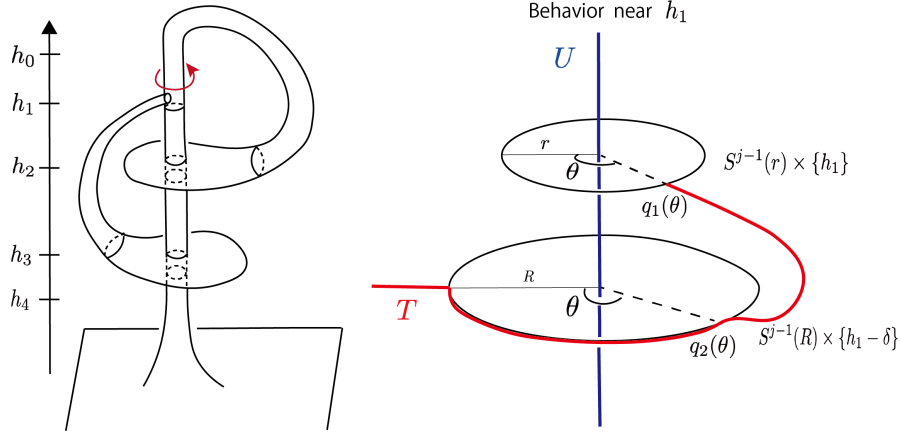 Behavior near h₁
h₀
h₁
h₂
h₃
h₄
U
r
θ
S^{j−1}(r) × {h₁}
q₁(θ)
R
θ
T
q₂(θ)
S^{j−1}(R) × {h₁ − δ}